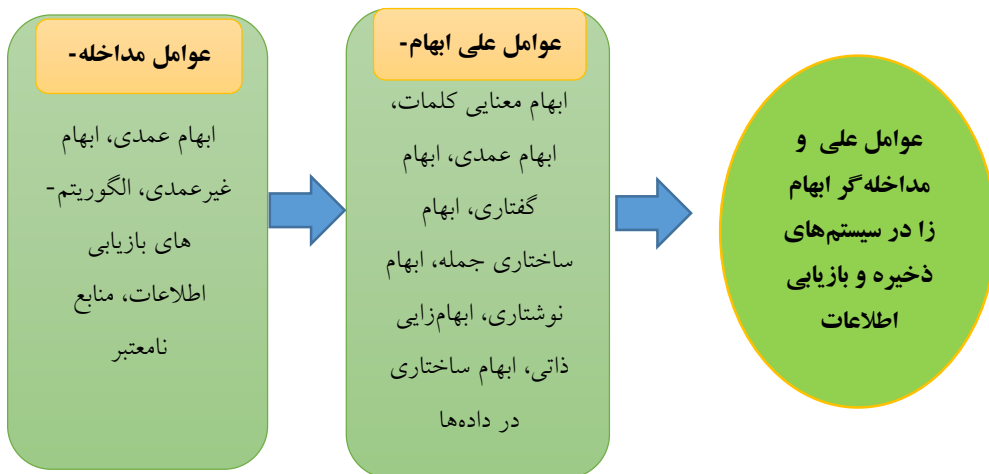 عوامل مداخله-
ابهام عمدی، ابهام
غیرعمدی، الگوریتم-
های بازیابی
اطلاعات، منابع
نامعتبر
عوامل علی ابهام-
ابهام معنایی کلمات،
ابهام عمدی، ابهام
گفتاری، ابهام
ساختاری جمله، ابهام
نوشتاری، ابهام‌زایی
ذاتی، ابهام ساختاری
در داده‌ها
عوامل علی و
مداخله‌گر ابهام
زا در سیستم‌های
ذخیره و بازیابی
اطلاعات